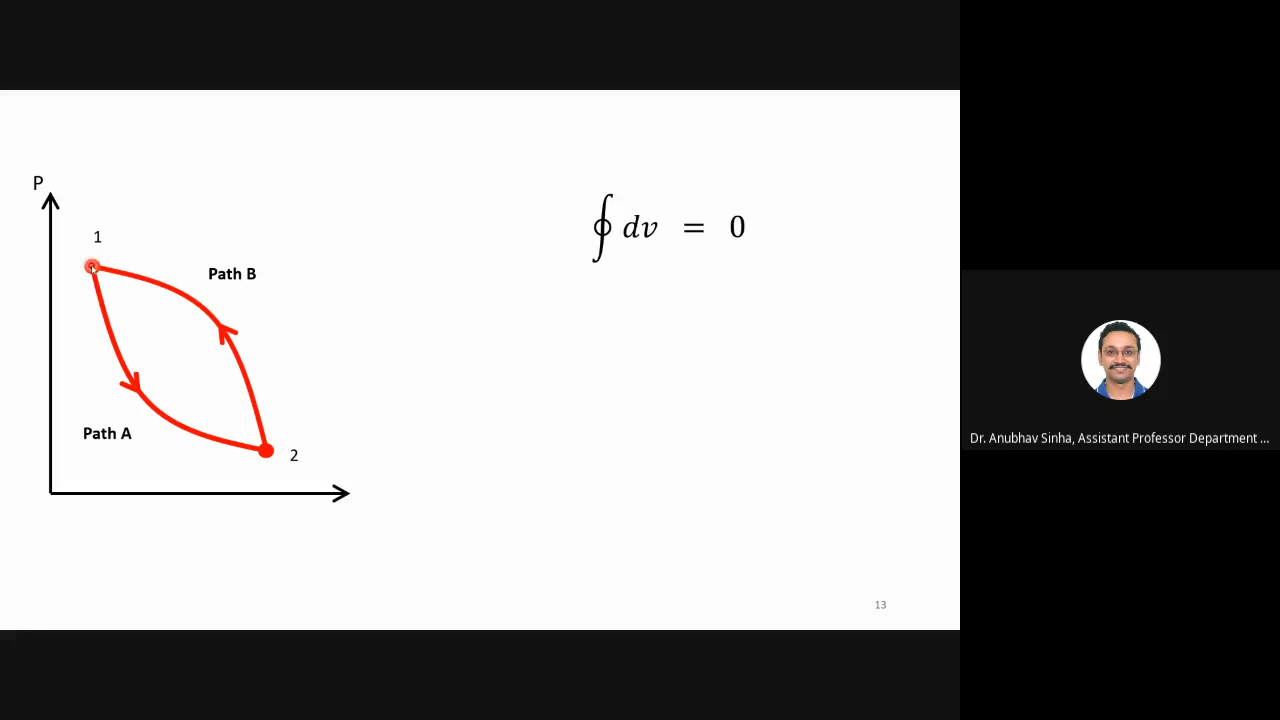 P
1
Path B
Path A
2
∮ dv = 0
13
Dr. Anubhav Sinha, Assistant Professor Department ...